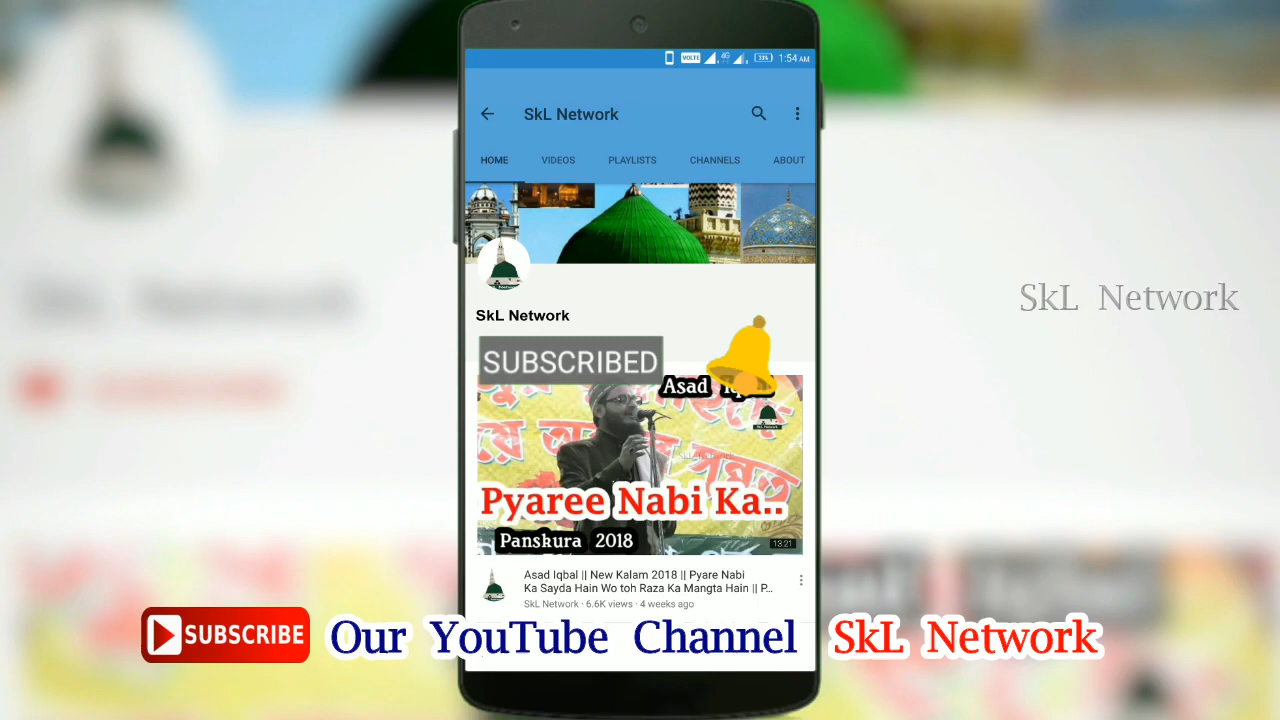 VOLTE 4G 33% 1:54 AM
SkL Network
HOME VIDEOS PLAYLISTS CHANNELS ABOUT
SkL Network
SkL Network
SUBSCRIBED
Asad
Pyaree Nabi Ka..
Panskura 2018
13:21
Asad Iqbal || New Kalam 2018 || Pyare Nabi
Ka Sayda Hain Wo toh Raza Ka Mangta Hain || P...
SkL Network · 6.6K views · 4 weeks ago
SUBSCRIBE Our YouTube Channel SkL Network